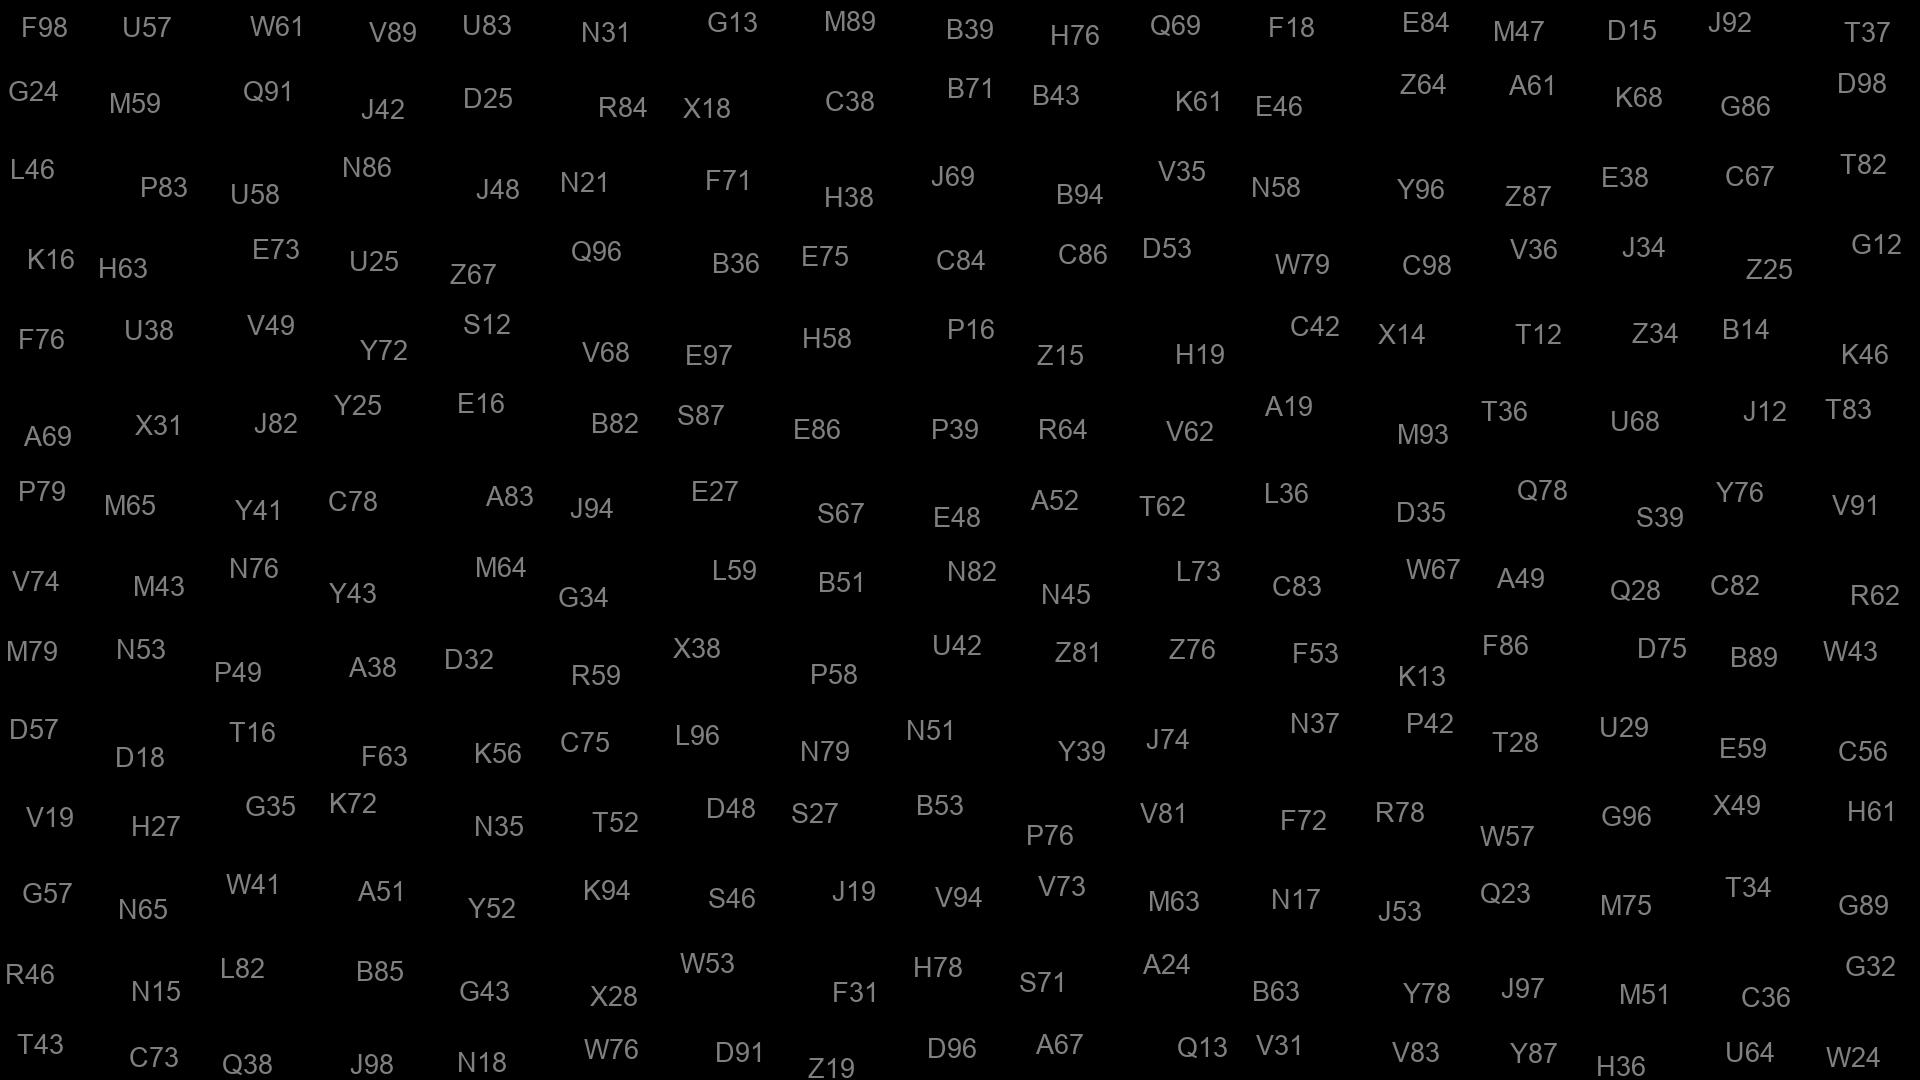 F98 U57 W61 V89 U83 N31 G13 M89 B39 H76 Q69 F18 E84 M47 D15 J92 T37
G24 M59 Q91 J42 D25 R84 X18 C38 B71 B43 K61 E46 Z64 A61 K68 G86 D98
L46 P83 U58 N86 J48 N21 F71 H38 J69 B94 V35 N58 Y96 Z87 E38 C67 T82
K16 H63 E73 U25 Z67 Q96 B36 E75 C84 C86 D53 W79 C98 V36 J34 Z25 G12
F76 U38 V49 Y72 S12 V68 E97 H58 P16 Z15 H19 C42 X14 T12 Z34 B14 K46
A69 X31 J82 Y25 E16 B82 S87 E86 P39 R64 V62 A19 M93 T36 U68 J12 T83
P79 M65 Y41 C78 A83 J94 E27 S67 E48 A52 T62 L36 D35 Q78 S39 Y76 V91
V74 M43 N76 Y43 M64 G34 L59 B51 N82 N45 L73 C83 W67 A49 Q28 C82 R62
M79 N53 P49 A38 D32 R59 X38 P58 U42 Z81 Z76 F53 K13 F86 D75 B89 W43
D57 D18 T16 F63 K56 C75 L96 N79 N51 Y39 J74 N37 P42 T28 U29 E59 C56
V19 H27 G35 K72 N35 T52 D48 S27 B53 P76 V81 F72 R78 W57 G96 X49 H61
G57 N65 W41 A51 Y52 K94 S46 J19 V94 V73 M63 N17 J53 Q23 M75 T34 G89
R46 N15 L82 B85 G43 X28 W53 F31 H78 S71 A24 B63 Y78 J97 M51 C36 G32
T43 C73 Q38 J98 N18 W76 D91 Z19 D96 A67 Q13 V31 V83 Y87 H36 U64 W24